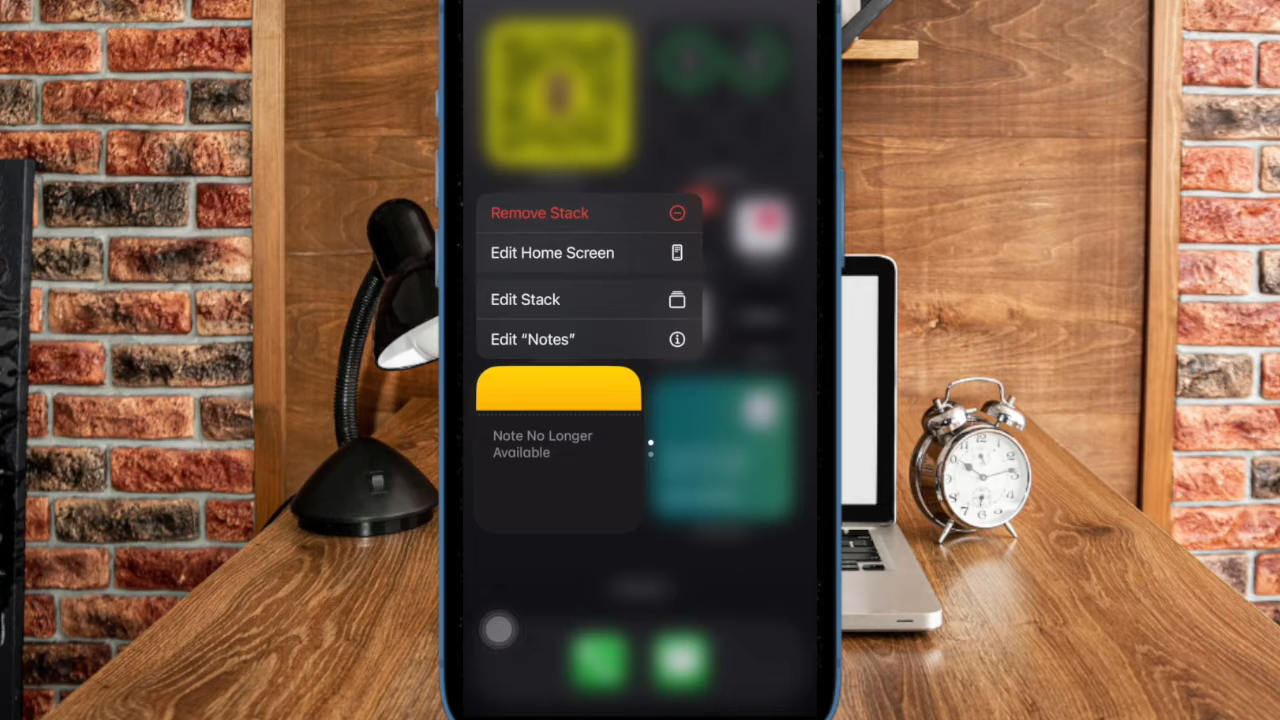 Remove Stack
Edit Home Screen
Edit Stack
Edit “Notes”
Note No Longer
Available